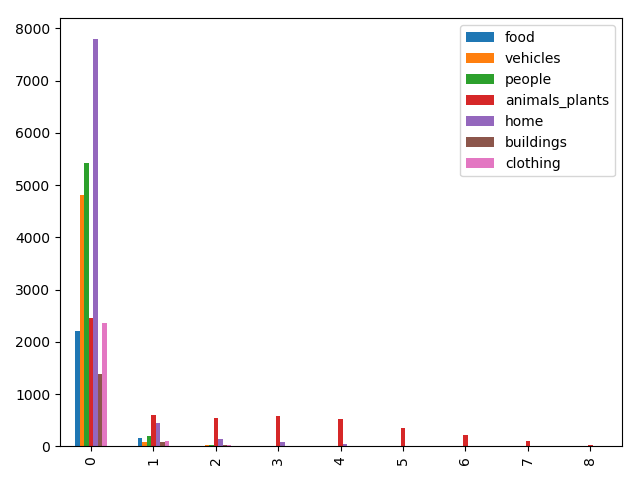 8000
7000
6000
5000
4000
3000
2000
1000
0
food
vehicles
people
animals_plants
home
buildings
clothing
0 1 2 3 4 5 6 7 8